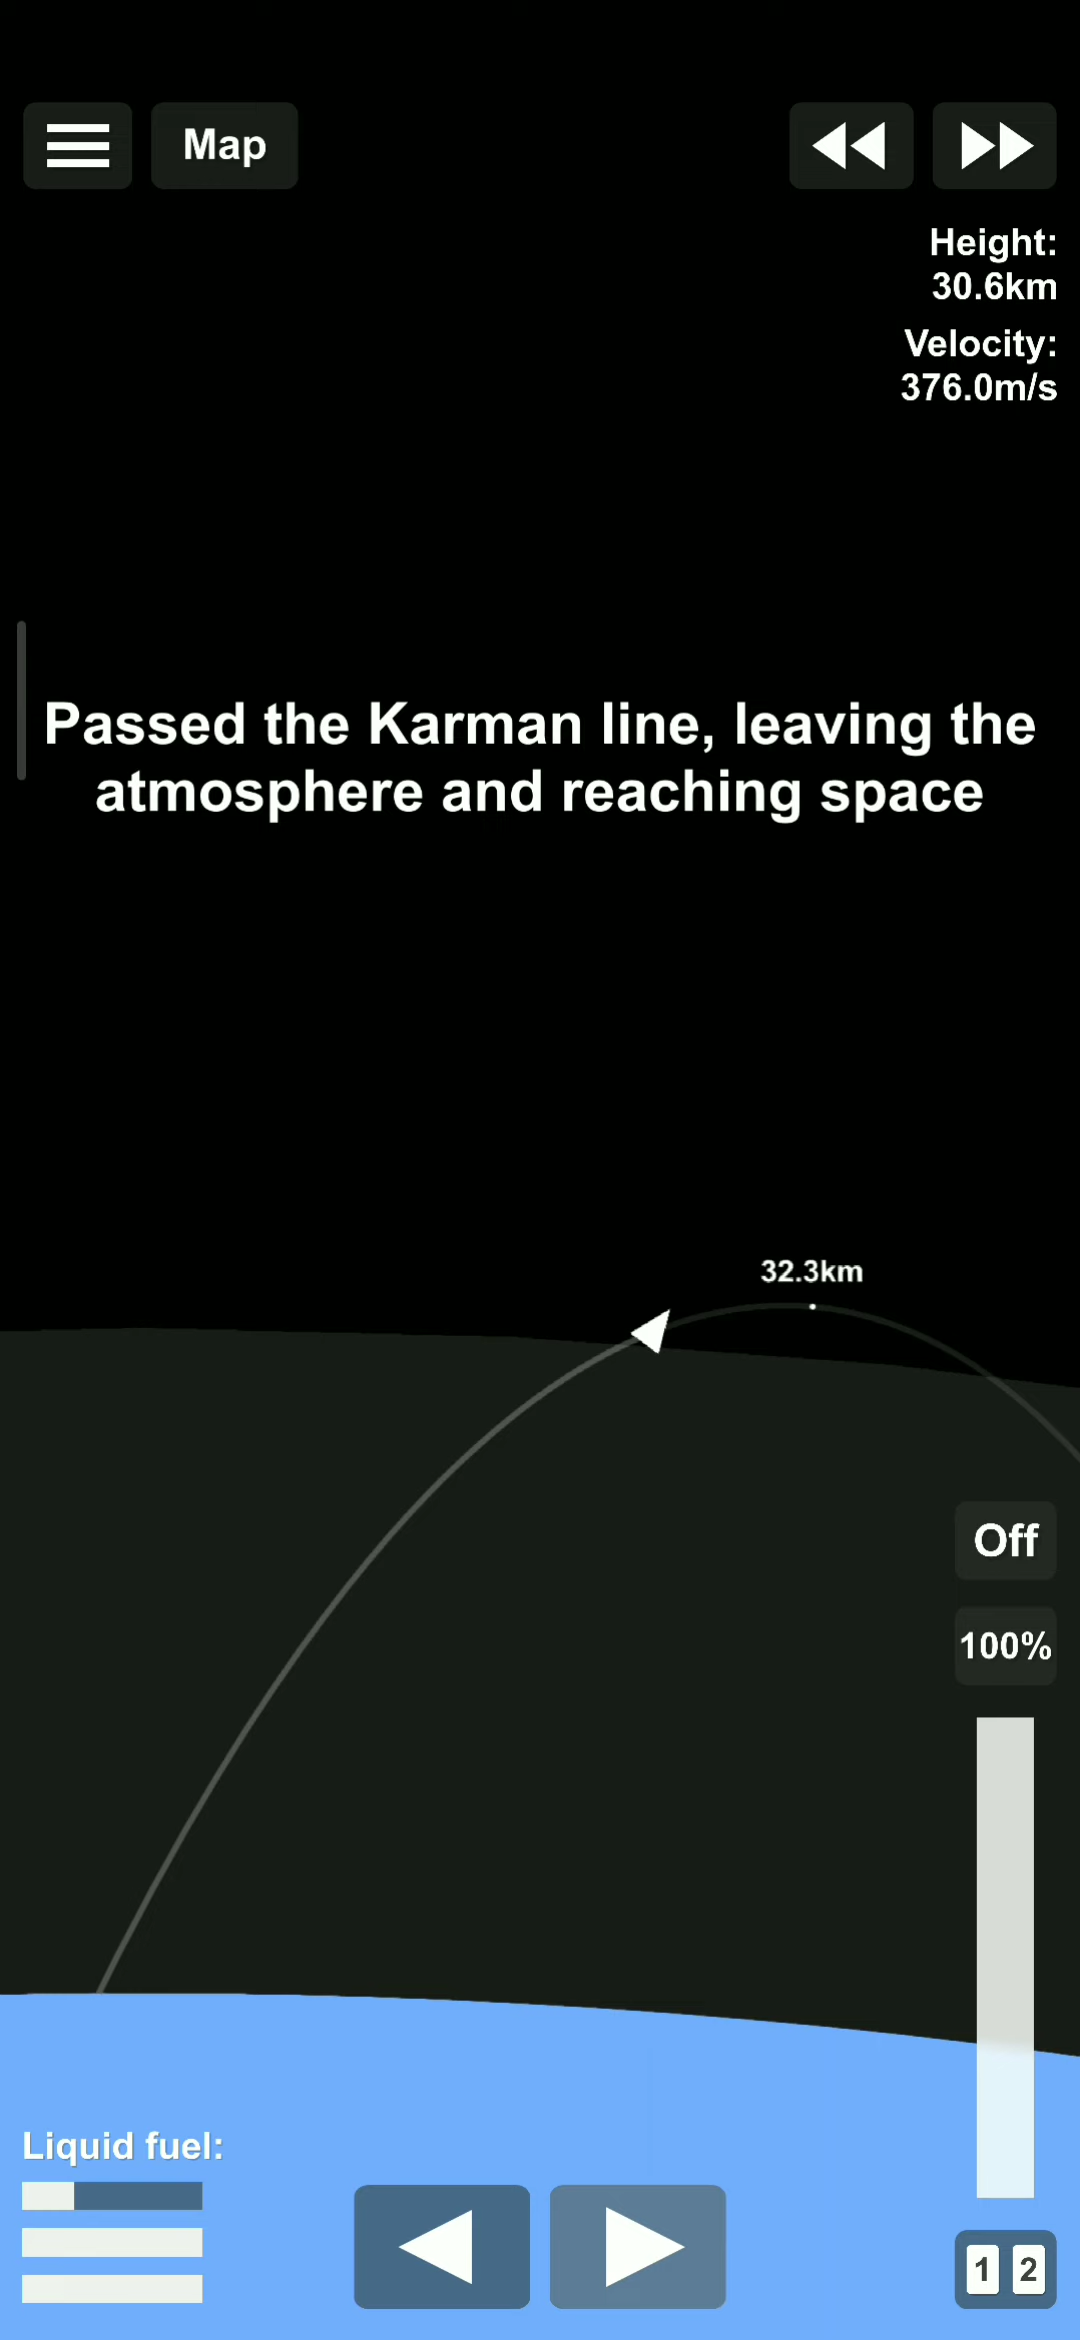 Map
Height:
30.6km
Velocity:
376.0m/s
Passed the Karman line, leaving the
atmosphere and reaching space
32.3km
Off
100%
Liquid fuel:
1 2